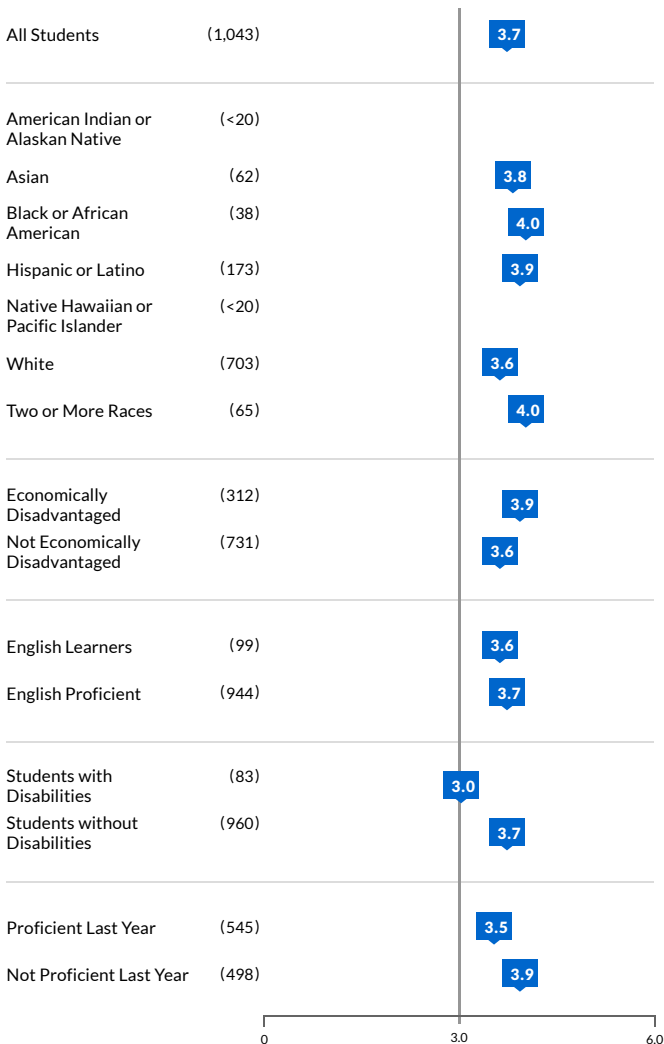 All Students (1,043) 3.7
American Indian or (<20)
Alaskan Native
Asian (62) 3.8
Black or African (38)
American 4.0
Hispanic or Latino (173) 3.9
Native Hawaiian or (<20)
Pacific Islander
White (703) 3.6
Two or More Races (65) 4.0
Economically (312)
Disadvantaged 3.9
Not Economically (731)
Disadvantaged 3.6
English Learners (99) 3.6
English Proficient (944) 3.7
Students with (83)
Disabilities 3.0
Students without (960)
Disabilities 3.7
Proficient Last Year (545) 3.5
Not Proficient Last Year (498) 3.9
0 3.0 6.0